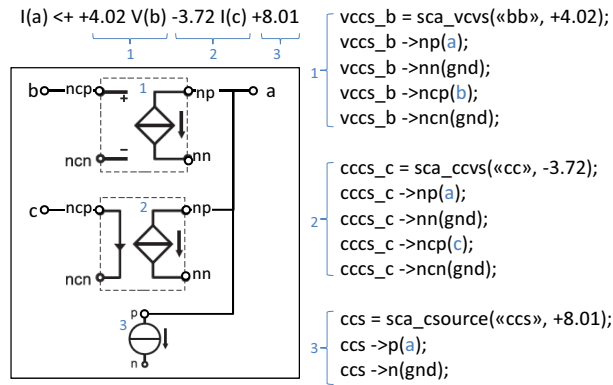 I(a) <+ +4.02 V(b) -3.72 I(c) +8.01
1 2 3
b ncp + 1 np a
ncn − nn
c ncp 2 np
ncn nn
3 p
n
1
vccs_b = sca_vcvs(«bb», +4.02);
vccs_b ->np(a);
vccs_b ->nn(gnd);
vccs_b ->ncp(b);
vccs_b ->ncn(gnd);
2
cccs_c = sca_ccvs(«cc», -3.72);
cccs_c ->np(a);
cccs_c ->nn(gnd);
cccs_c ->ncp(c);
cccs_c ->ncn(gnd);
3
ccs = sca_csource(«ccs», +8.01);
ccs ->p(a);
ccs ->n(gnd);